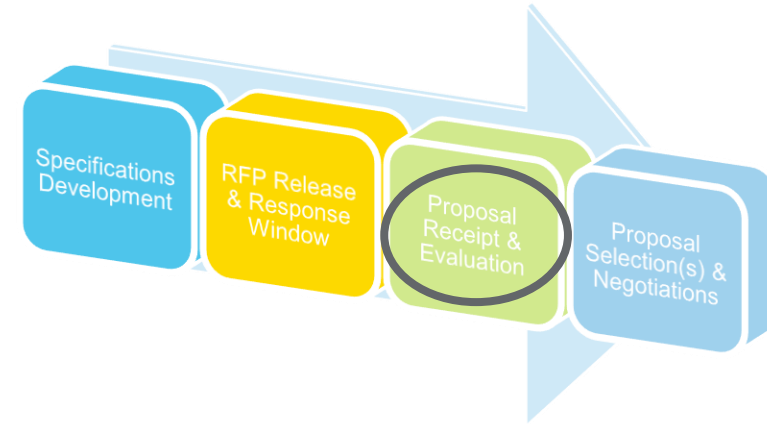 Specifications
Development
RFP Release
& Response
Window
Proposal
Receipt &
Evaluation
Proposal
Selection(s) &
Negotiations